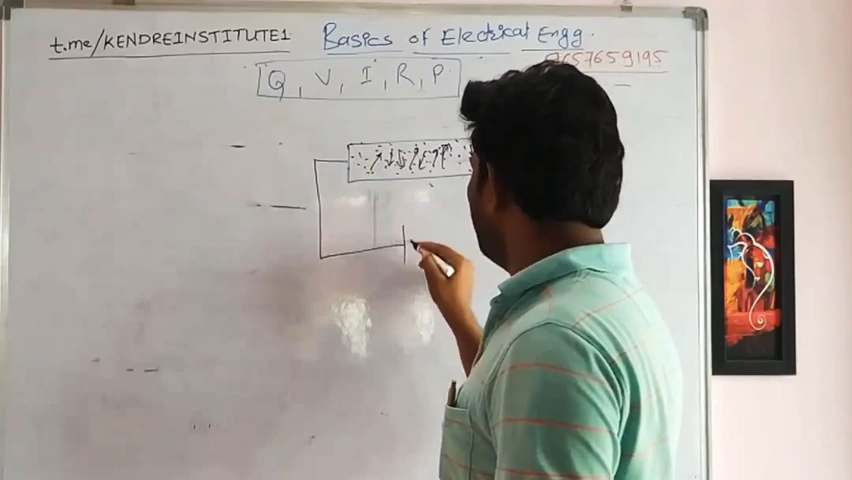 t.me/KENDREINSTITUTE1 Basics of Electrical Engg.
9657659195
Q, V, I, R, P.